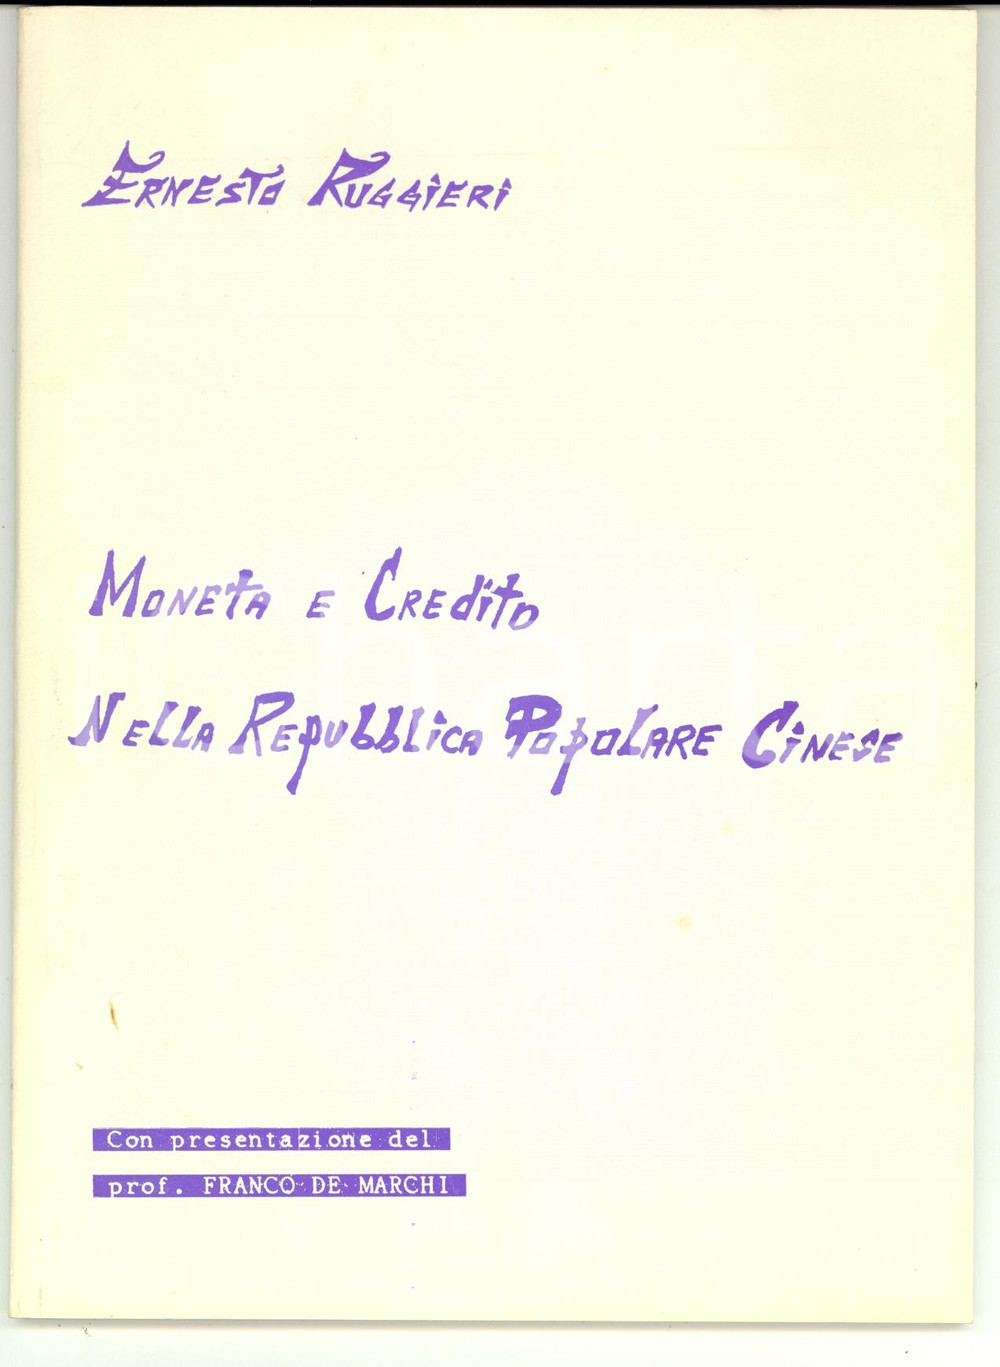 Ernesto Ruggieri
Moneta e Credito
Nella Repubblica Popolare Cinese
Con presentazione del
prof. FRANCO DE MARCHI